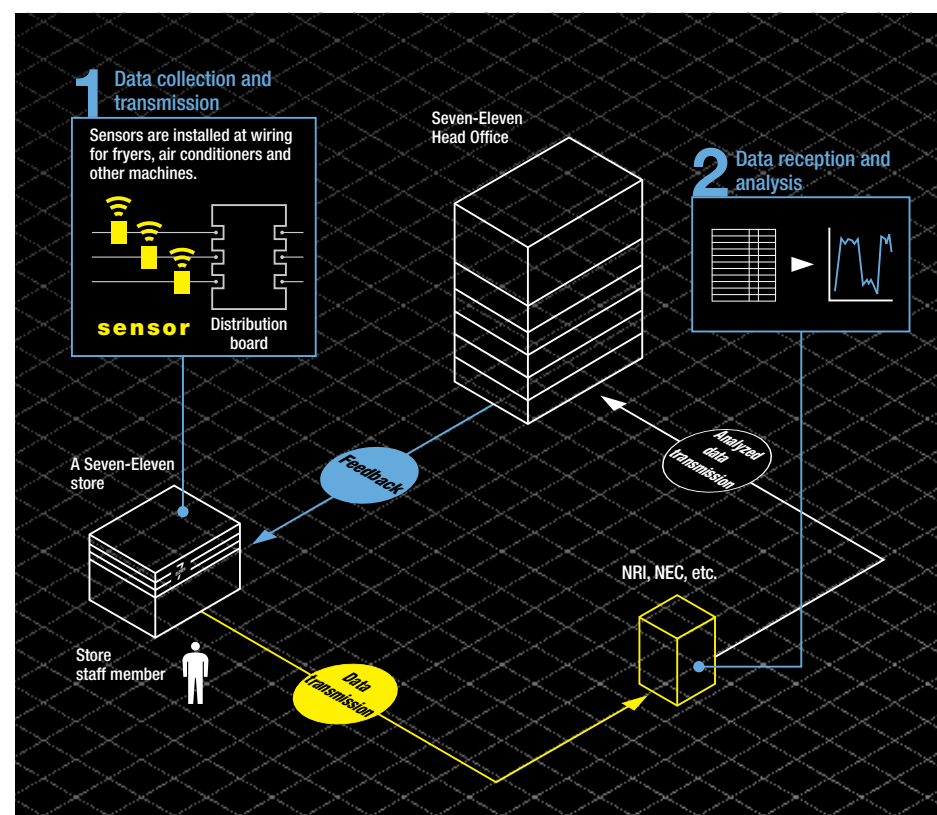 1
Data collection and
transmission
Sensors are installed at wiring
for fryers, air conditioners and
other machines.
sensor
Distribution
board
Seven-Eleven
Head Office
2
Data reception and
analysis
Feedback
Analyzed
data
transmission
A Seven-Eleven
store
7
NRI, NEC, etc.
Store
staff member
Data
transmission